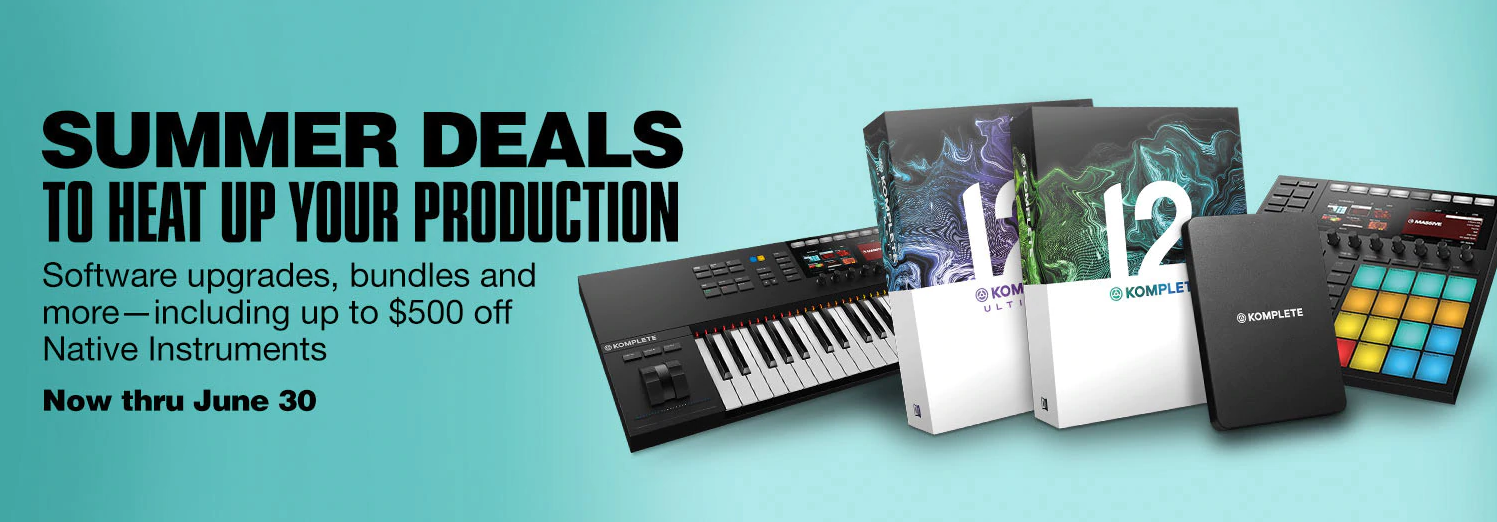 SUMMER DEALS
TO HEAT UP YOUR PRODUCTION
Software upgrades, bundles and
more—including up to $500 off
Native Instruments
Now thru June 30
KOMPLETE
12
12
KOMPLETE
KOMPLETE
MASSIVE